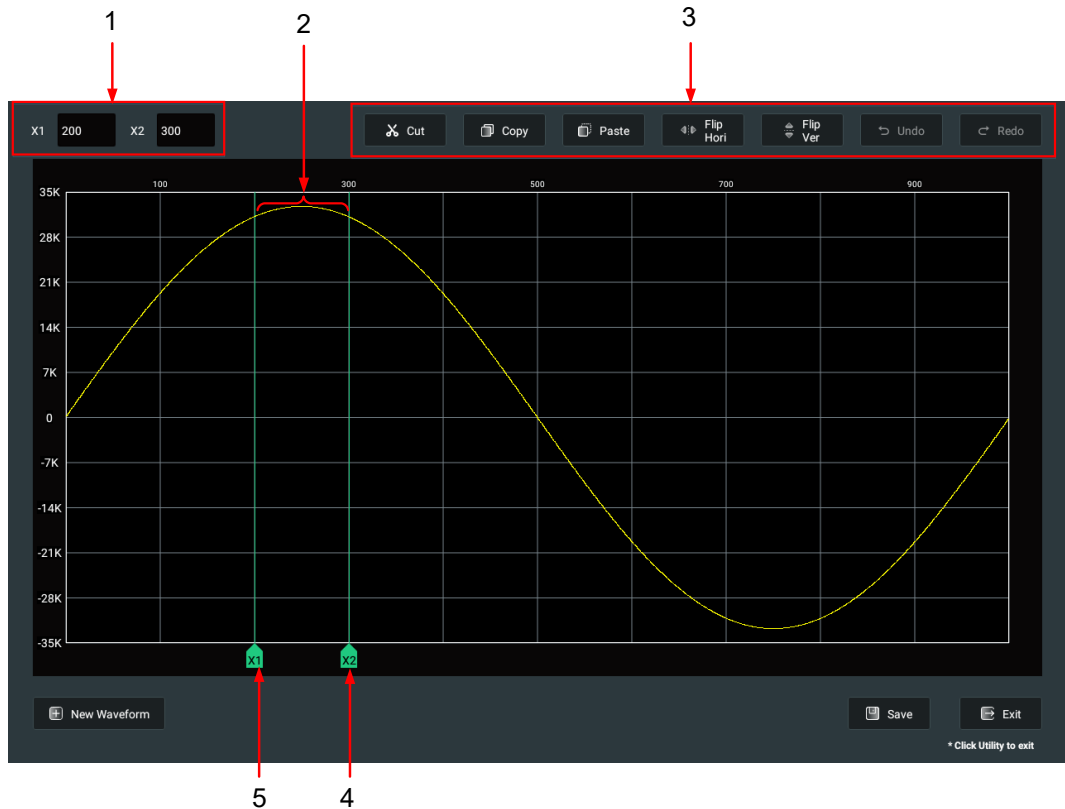 1 2 3
X1 200 X2 300 Cut Copy Paste Flip Hori Flip Ver Undo Redo
100 300 500 700 900
35K
28K
21K
14K
7K
0
-7K
-14K
-21K
-28K
-35K
X1 X2
New Waveform Save Exit
* Click Utility to exit
5 4